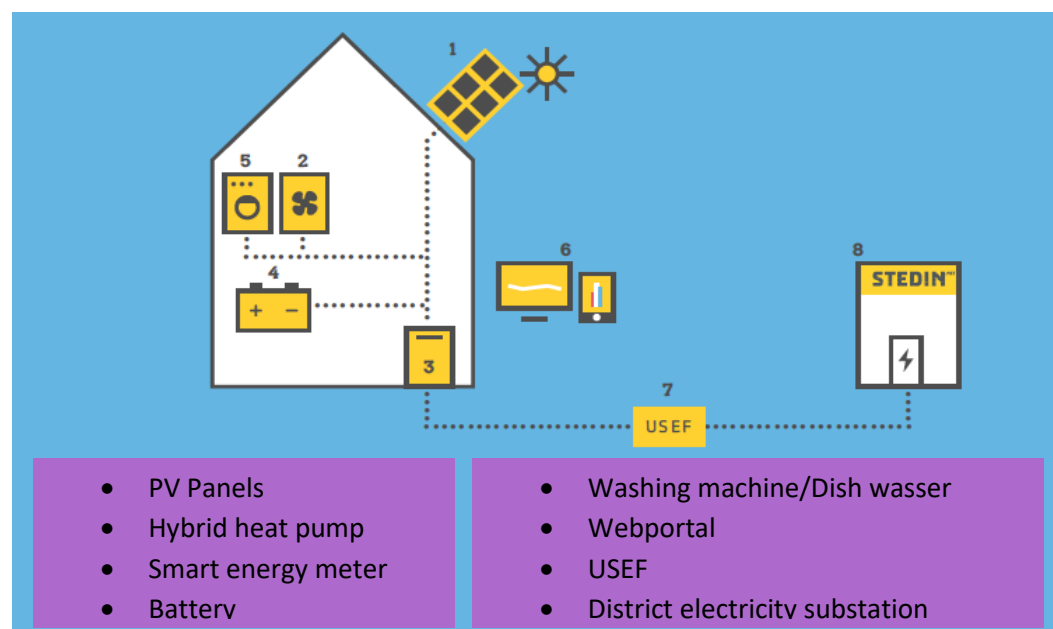 1
5 2
4
6
8
STEDIN
+ −
3
7
USEF
• PV Panels
• Hybrid heat pump
• Smart energy meter
• Battery
• Washing machine/Dish wasser
• Webportal
• USEF
• District electricity substation